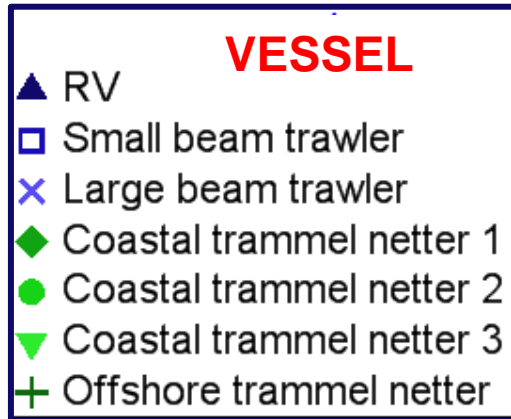 VESSEL
RV
Small beam trawler
Large beam trawler
Coastal trammel netter 1
Coastal trammel netter 2
Coastal trammel netter 3
Offshore trammel netter